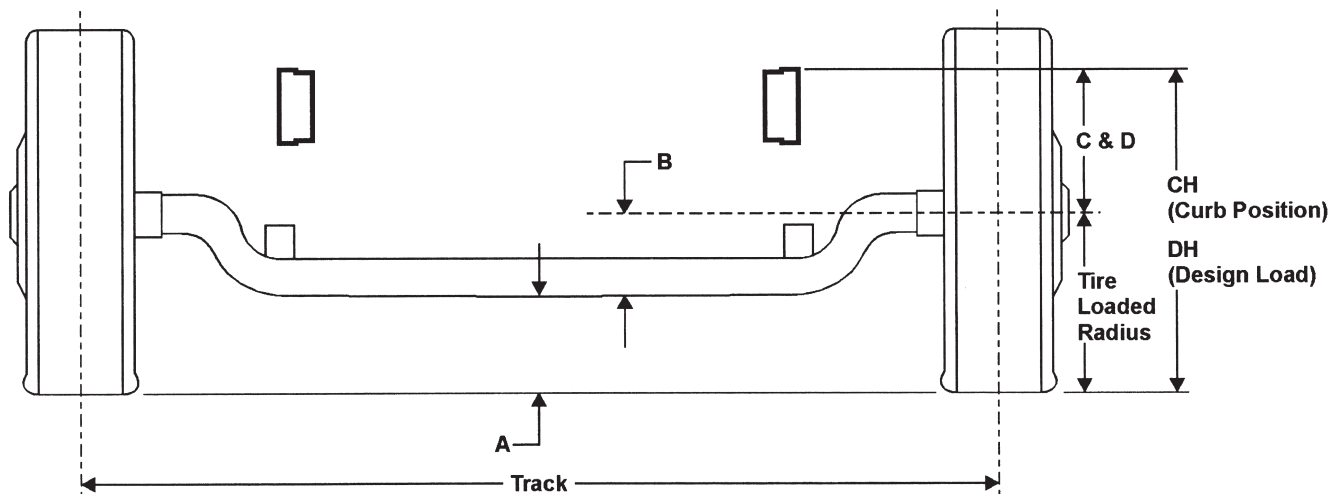 B
C & D
CH
(Curb Position)
DH
(Design Load)
Tire
Loaded
Radius
A
Track